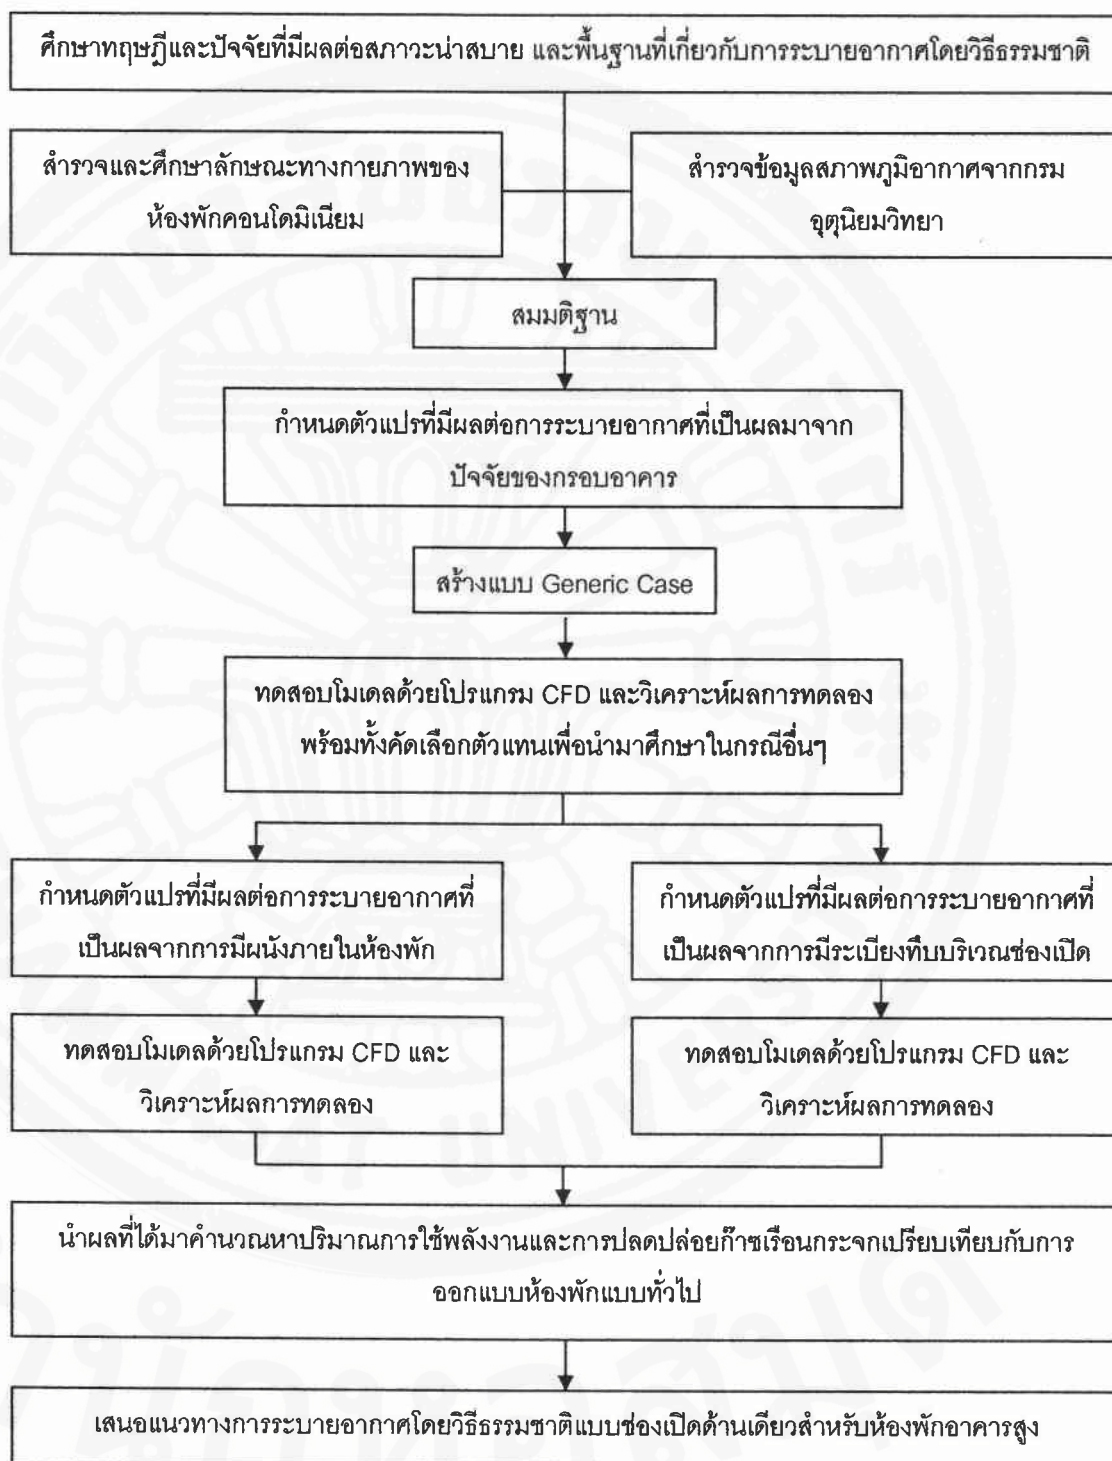 ศึกษาทฤษฎีและปัจจัยที่มีผลต่อสภาวะน่าสบาย และพื้นฐานที่เกี่ยวกับการระบายอากาศโดยวิธีธรรมชาติ
สำรวจและศึกษาลักษณะทางกายภาพของ
ห้องพักคอนโดมิเนียม
สำรวจข้อมูลสภาพภูมิอากาศจากกรม
อุตุนิยมวิทยา
สมมติฐาน
กำหนดตัวแปรที่มีผลต่อการระบายอากาศที่เป็นผลมาจาก
ปัจจัยของกรอบอาคาร
สร้างแบบ Generic Case
ทดสอบโมเดลด้วยโปรแกรม CFD และวิเคราะห์ผลการทดลอง
พร้อมทั้งคัดเลือกตัวแทนเพื่อนำมาศึกษาในกรณีอื่นๆ
กำหนดตัวแปรที่มีผลต่อการระบายอากาศที่
เป็นผลจากการมีผนังภายในห้องพัก
กำหนดตัวแปรที่มีผลต่อการระบายอากาศที่
เป็นผลจากการมีระเบียงทึบบริเวณช่องเปิด
ทดสอบโมเดลด้วยโปรแกรม CFD และ
วิเคราะห์ผลการทดลอง
ทดสอบโมเดลด้วยโปรแกรม CFD และ
วิเคราะห์ผลการทดลอง
นำผลที่ได้มาคำนวณหาปริมาณการใช้พลังงานและการปลดปล่อยก๊าซเรือนกระจกเปรียบเทียบกับการ
ออกแบบห้องพักแบบทั่วไป
เสนอแนวทางการระบายอากาศโดยวิธีธรรมชาติแบบช่องเปิดด้านเดียวสำหรับห้องพักอาคารสูง